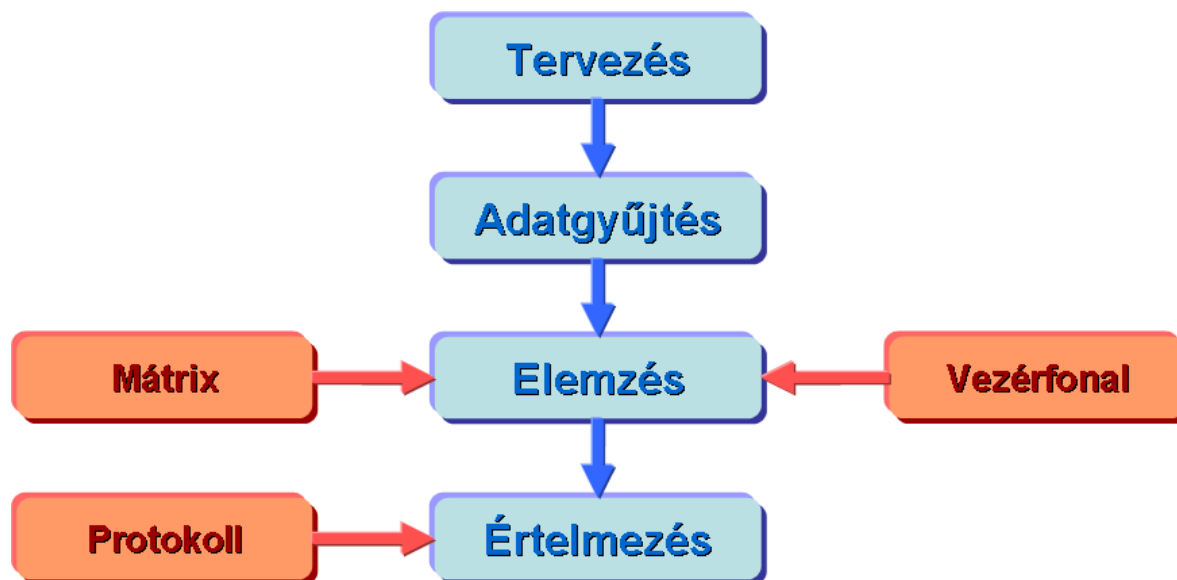 Tervezés
Adatgyűjtés
Mátrix
Elemzés
Vezérfonal
Protokoll
Értelmezés